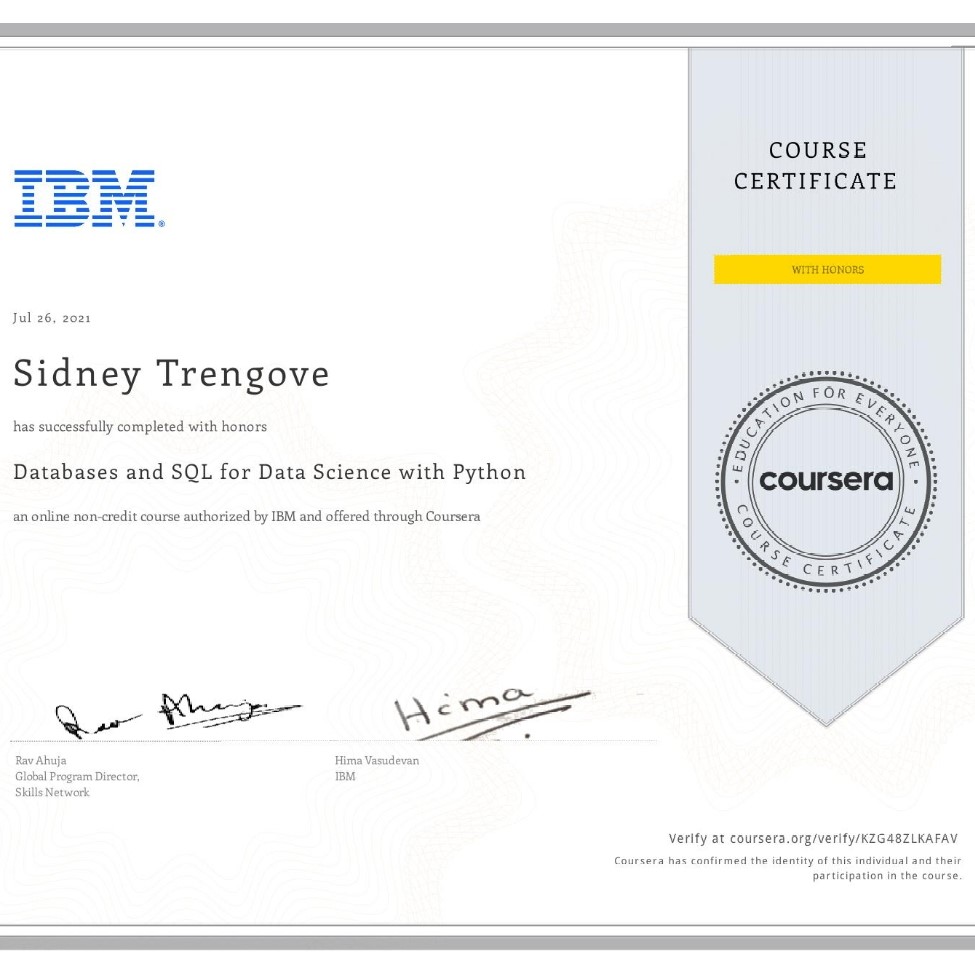 COURSE
CERTIFICATE
WITH HONORS
IBM®
Jul 26, 2021
Sidney Trengove
has successfully completed with honors
Databases and SQL for Data Science with Python
an online non-credit course authorized by IBM and offered through Coursera
EDUCATION FOR EVERYONE
coursera
COURSE CERTIFICATE
Rav Ahuja
Hima
Rav Ahuja
Global Program Director,
Skills Network
Hima Vasudevan
IBM
Verify at coursera.org/verify/KZG48ZLKAFAV
Coursera has confirmed the identity of this individual and their
participation in the course.